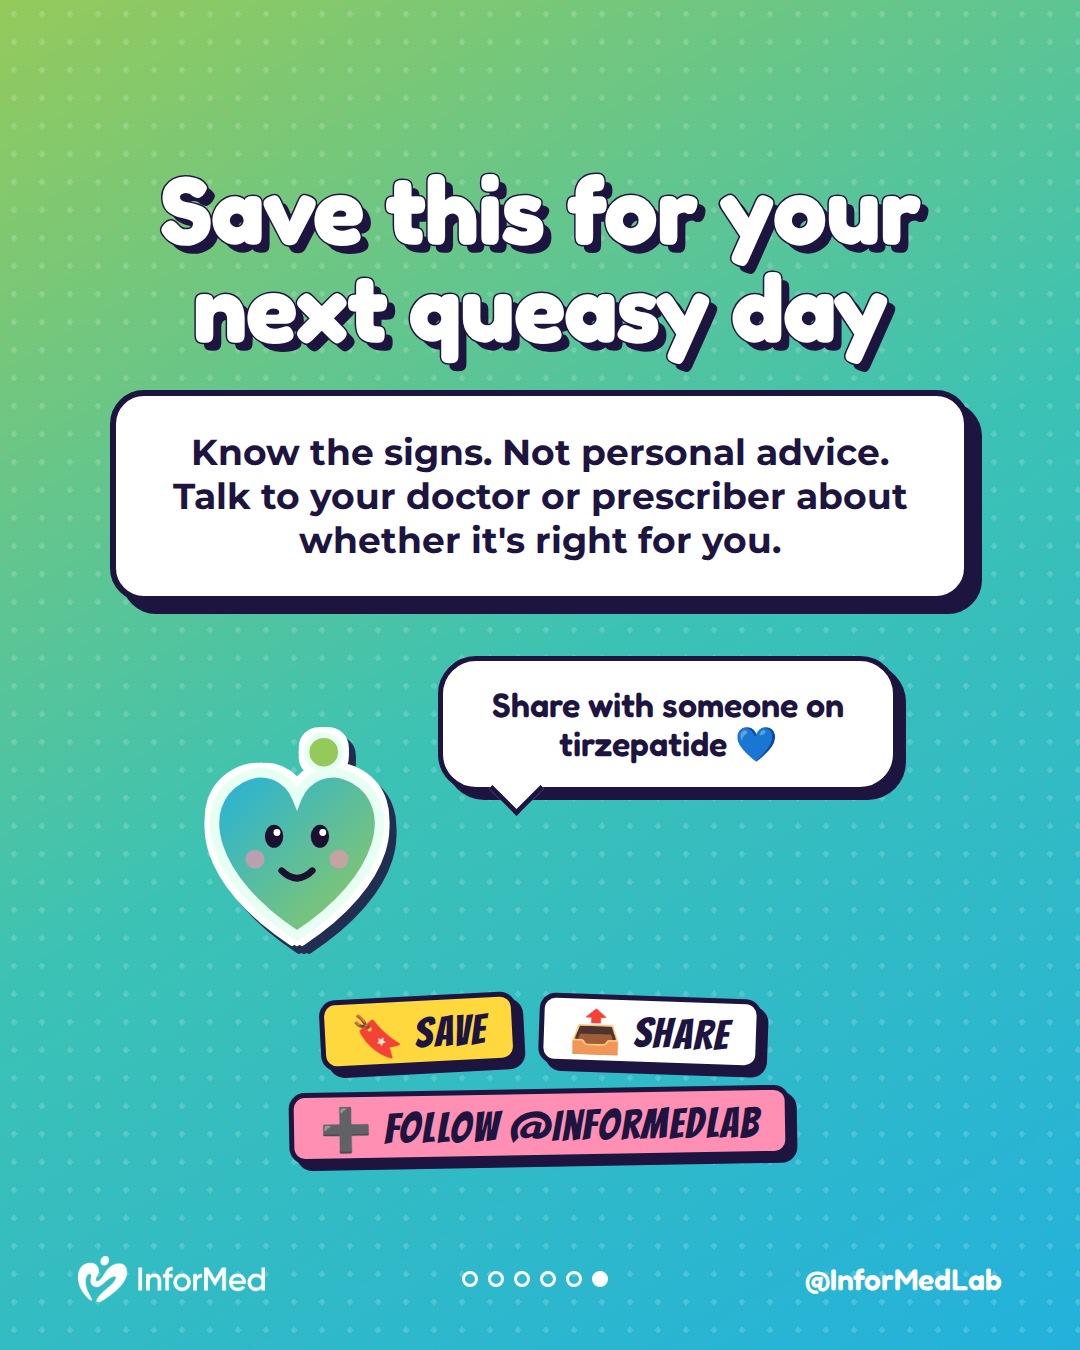 Save this for your
next queasy day
Know the signs. Not personal advice.
Talk to your doctor or prescriber about
whether it's right for you.
Share with someone on
tirzepatide 💙
🔖 SAVE
📤 SHARE
➕ FOLLOW @INFORMEDLAB
InforMed
@InforMedLab